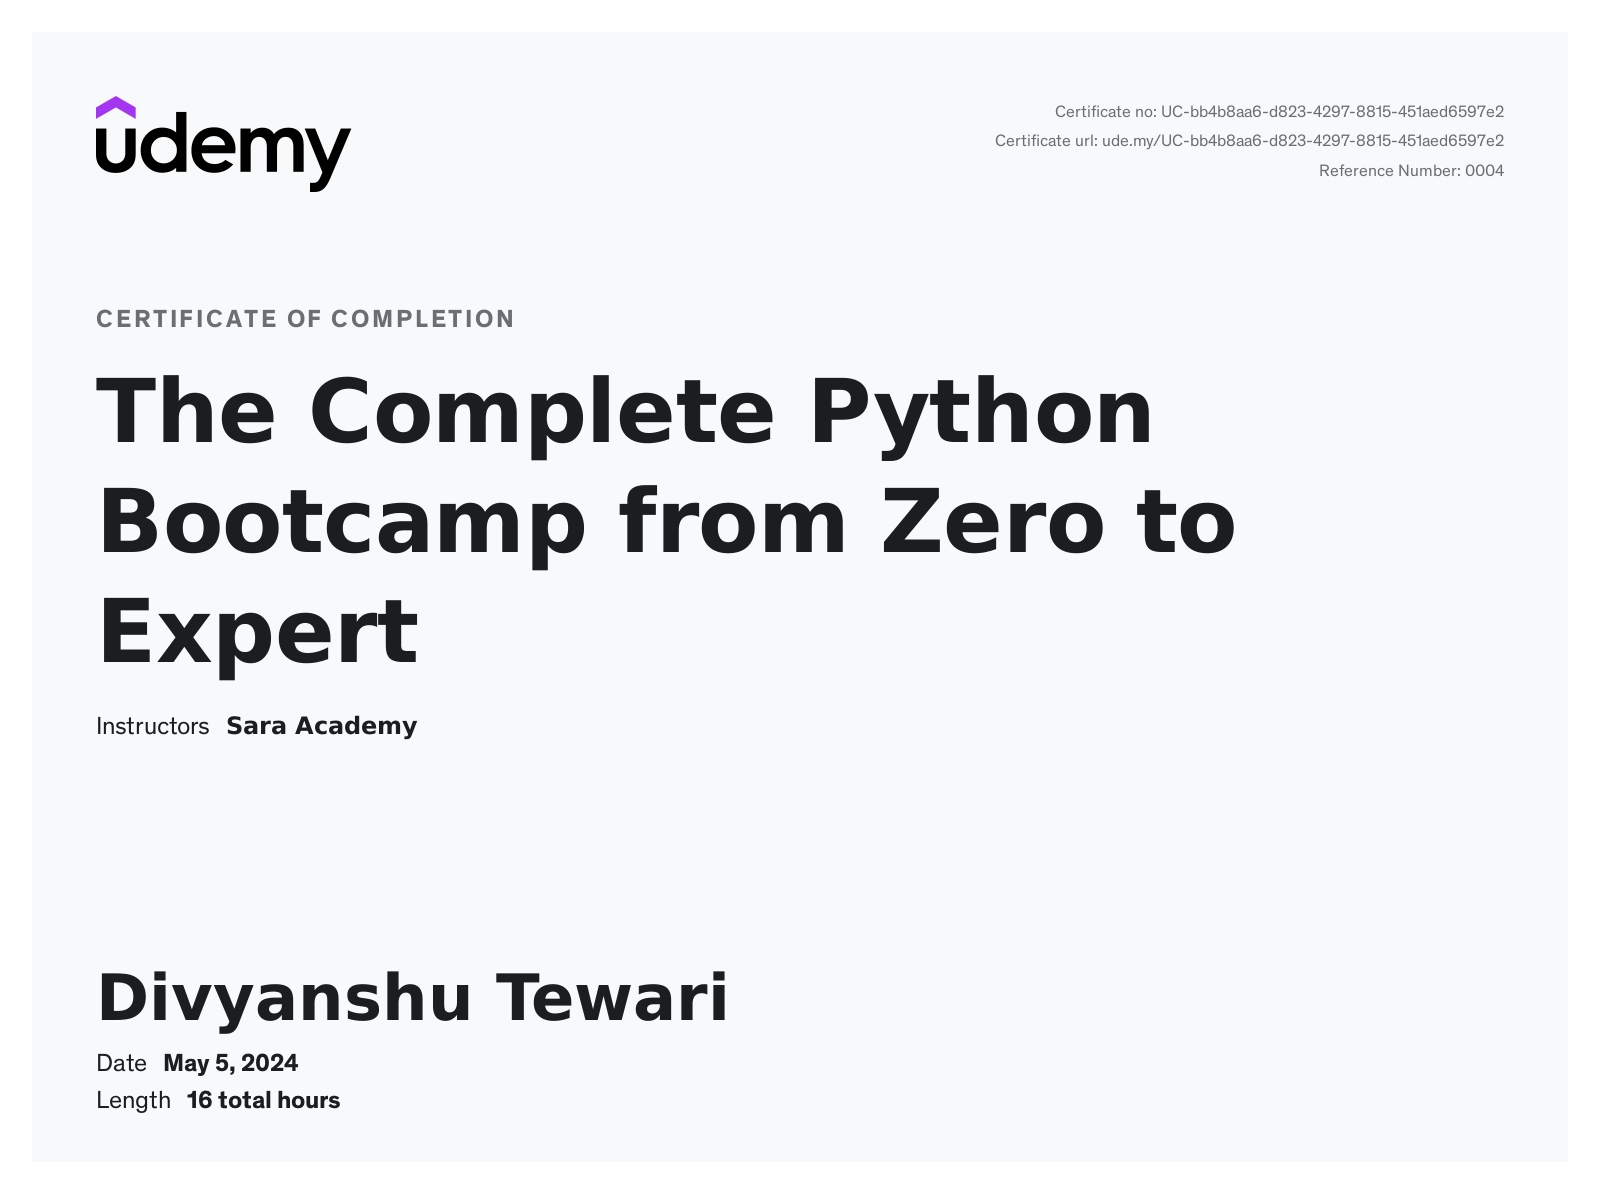 udemy
Certificate no: UC-bb4b8aa6-d823-4297-8815-451aed6597e2
Certificate url: ude.my/UC-bb4b8aa6-d823-4297-8815-451aed6597e2
Reference Number: 0004
CERTIFICATE OF COMPLETION
The Complete Python
Bootcamp from Zero to
Expert
Instructors Sara Academy
Divyanshu Tewari
Date May 5, 2024
Length 16 total hours